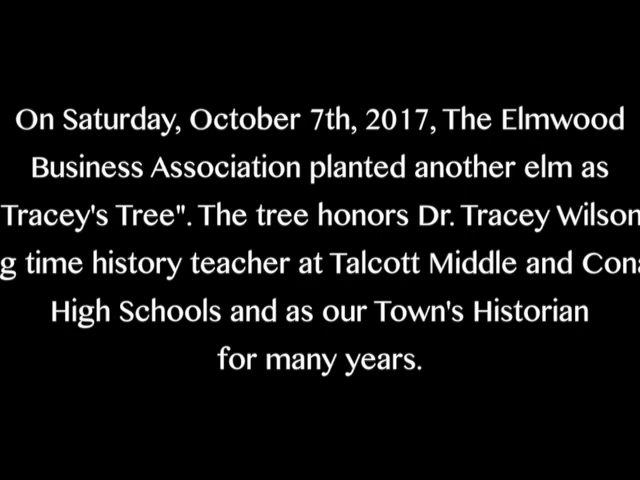 On Saturday, October 7th, 2017, The Elmwood
Business Association planted another elm as
Tracey's Tree". The tree honors Dr. Tracey Wilson
g time history teacher at Talcott Middle and Con
High Schools and as our Town's Historian
for many years.